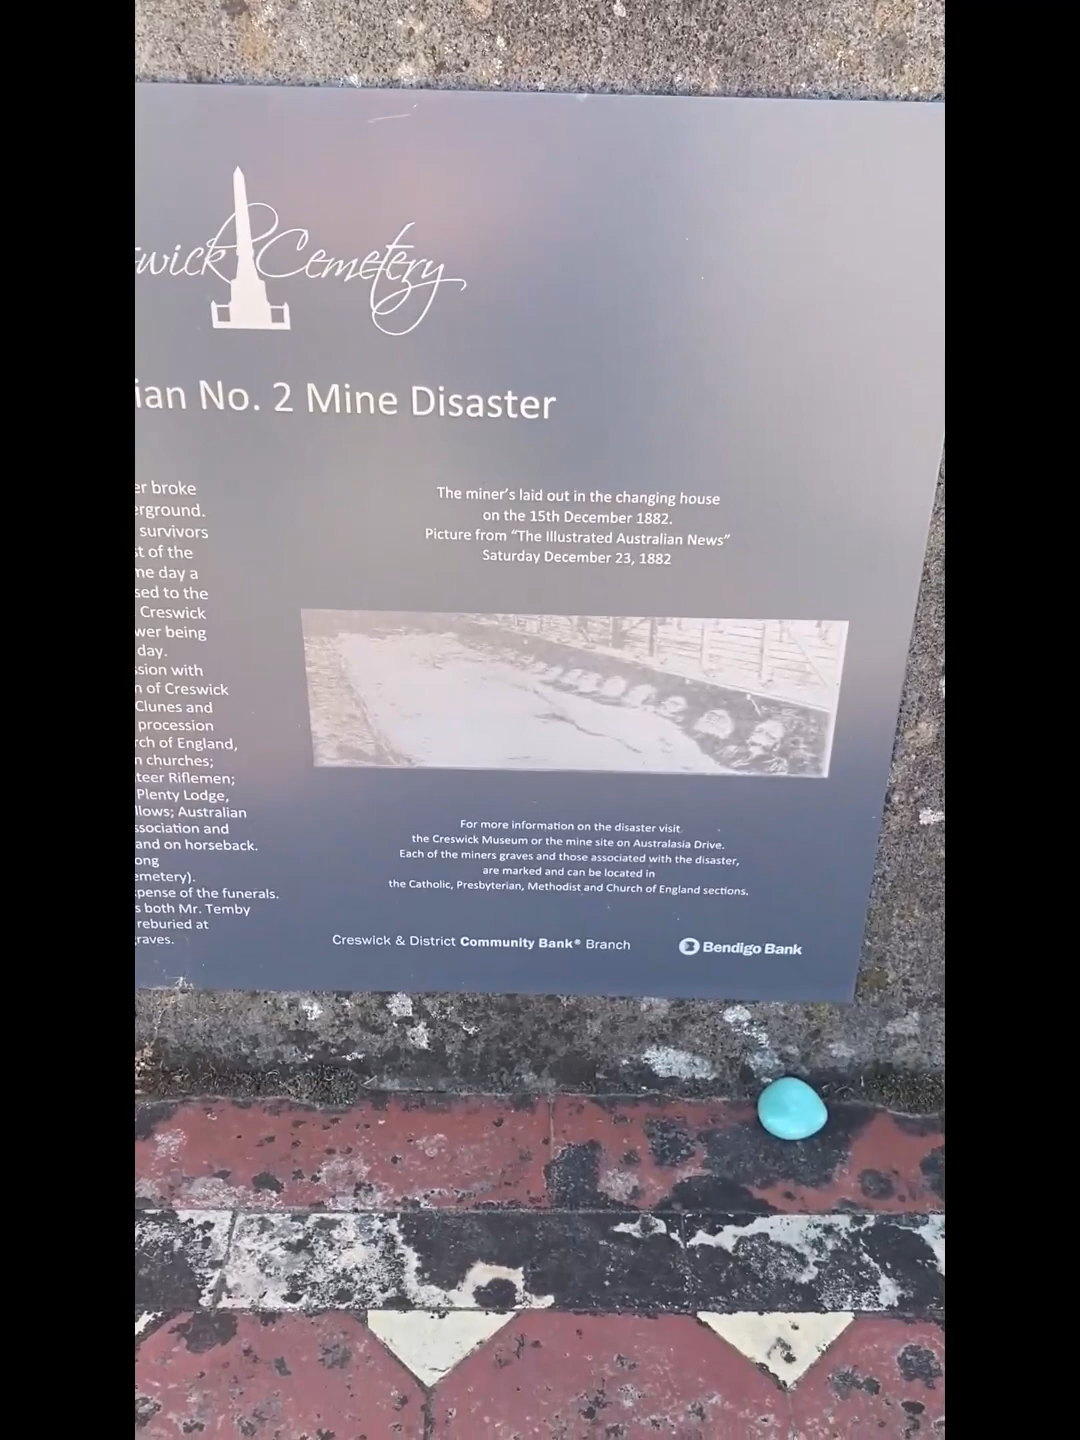 wick Cemetery
ian No. 2 Mine Disaster
er broke
erground.
survivors
st of the
me day a
sed to the
Creswick
wer being
day.
sion with
n of Creswick
Clunes and
procession
rch of England,
n churches;
teer Riflemen;
Plenty Lodge,
llows; Australian
ssociation and
and on horseback.
ong
emetery).
pense of the funerals.
s both Mr. Temby
reburied at
raves.
The miner's laid out in the changing house
on the 15th December 1882.
Picture from "The Illustrated Australian News"
Saturday December 23, 1882
For more information on the disaster visit
the Creswick Museum or the mine site on Australasia Drive.
Each of the miners graves and those associated with the disaster,
are marked and can be located in
the Catholic, Presbyterian, Methodist and Church of England sections.
Creswick & District Community Bank® Branch
Bendigo Bank